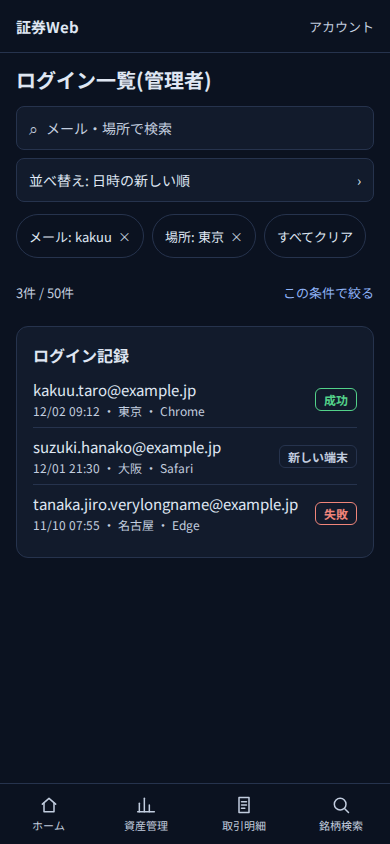 証券Web
アカウント
ログイン一覧(管理者)
メール・場所で検索
並べ替え: 日時の新しい順 ›
メール: kakuu ×
場所: 東京 ×
すべてクリア
3件 / 50件
この条件で絞る
ログイン記録
kakuu.taro@example.jp
12/02 09:12 ・ 東京 ・ Chrome
成功
suzuki.hanako@example.jp
12/01 21:30 ・ 大阪 ・ Safari
新しい端末
tanaka.jiro.verylongname@example.jp
11/10 07:55 ・ 名古屋 ・ Edge
失敗
ホーム
資産管理
取引明細
銘柄検索